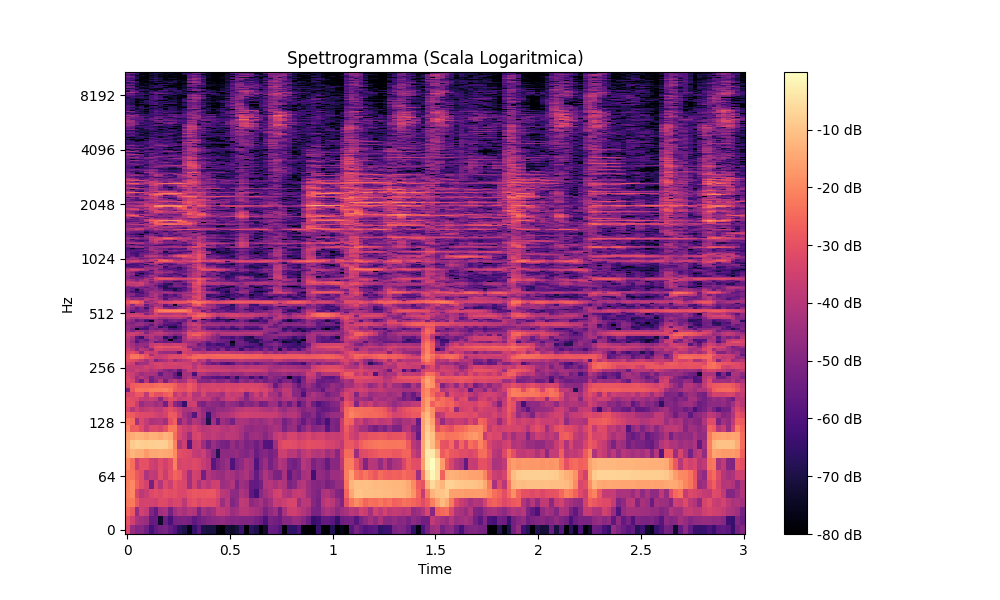 Spettrogramma (Scala Logaritmica)
Hz
8192
4096
2048
1024
512
256
128
64
0
0
0.5
1
1.5
2
2.5
3
Time
-10 dB
-20 dB
-30 dB
-40 dB
-50 dB
-60 dB
-70 dB
-80 dB